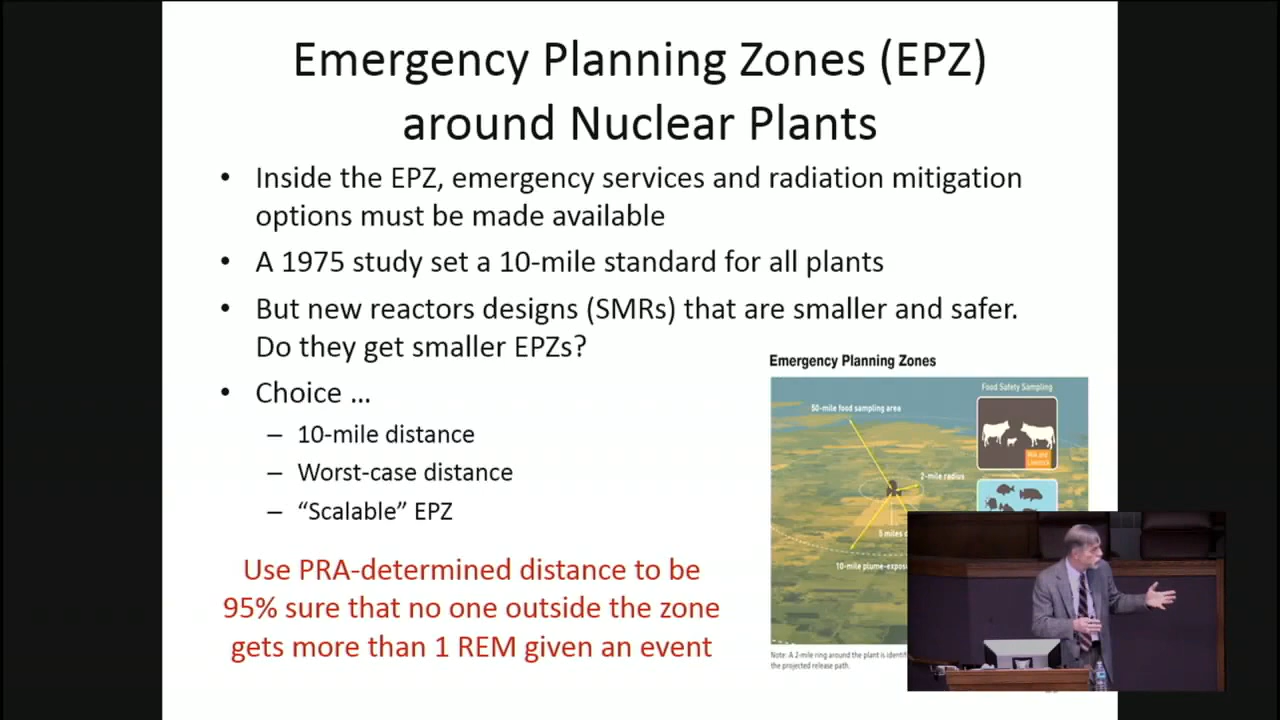 Emergency Planning Zones (EPZ)
around Nuclear Plants
• Inside the EPZ, emergency services and radiation mitigation
options must be made available
• A 1975 study set a 10-mile standard for all plants
• But new reactors designs (SMRs) that are smaller and safer.
Do they get smaller EPZs?
• Choice ...
– 10-mile distance
– Worst-case distance
– “Scalable” EPZ
Use PRA-determined distance to be
95% sure that no one outside the zone
gets more than 1 REM given an event
Emergency Planning Zones
Food Safety Sampling
50-mile food sampling area
Milk and
Livestock
2-mile radius
5 miles
10-mile
Note: A 2-mile ring around the plant is
the projected release path.